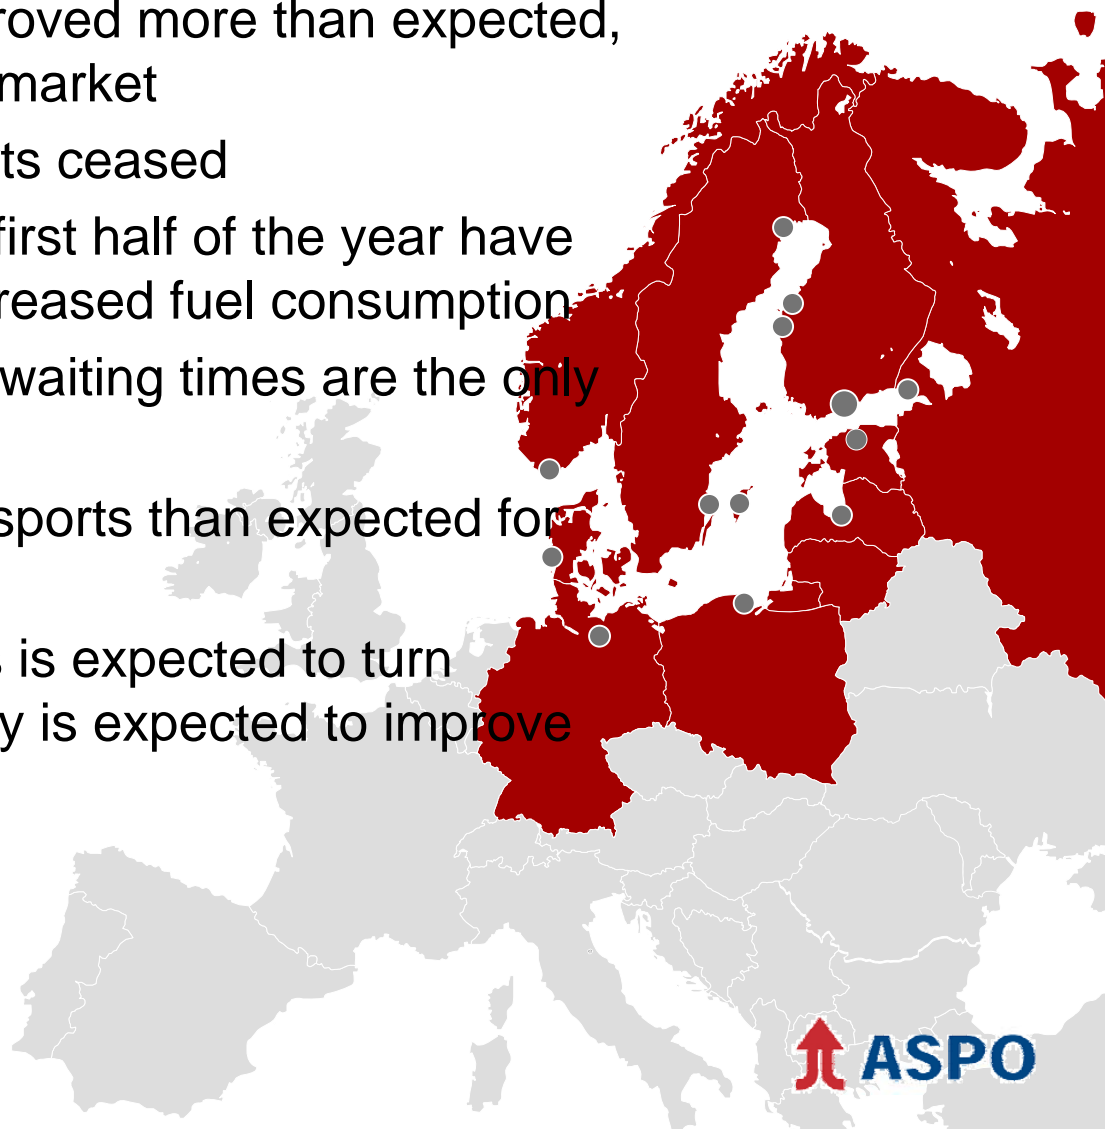 roved more than expected,
market
ts ceased
first half of the year have
reased fuel consumption
waiting times are the only
sports than expected for
s is expected to turn
y is expected to improve
ASPO